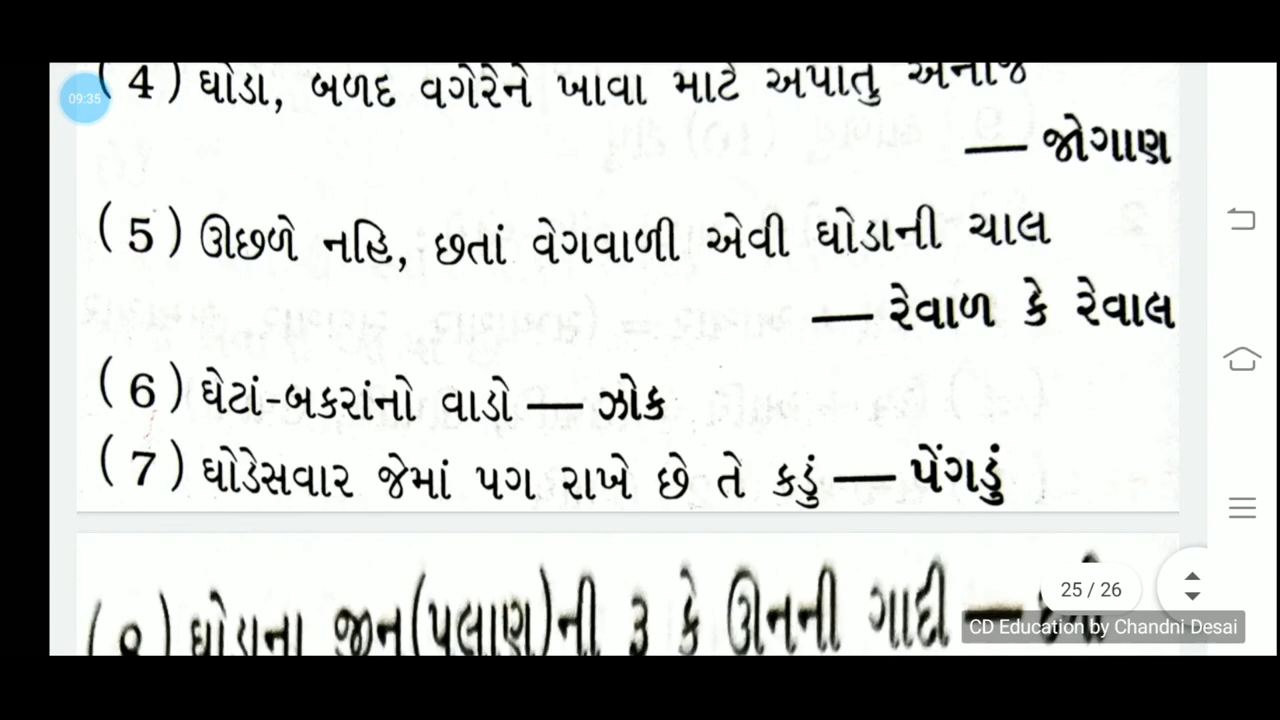 09:35
(4) ઘોડા, બળદ વગેરેને ખાવા માટે અપાતુ અનાજ
— જોગાણ
(5) ઊછળે નહિ, છતાં વેગવાળી એવી ઘોડાની ચાલ
— રેવાળ કે રેવાલ
(6) ઘેટાં-બકરાંનો વાડો — ઝોક
(7) ઘોડેસવાર જેમાં પગ રાખે છે તે કડું — પેંગડું
ઘોડાના જીન(પલાણ)ની રૂ કે ઊનની ગાદી —
25 / 26
CD Education by Chandni Desai